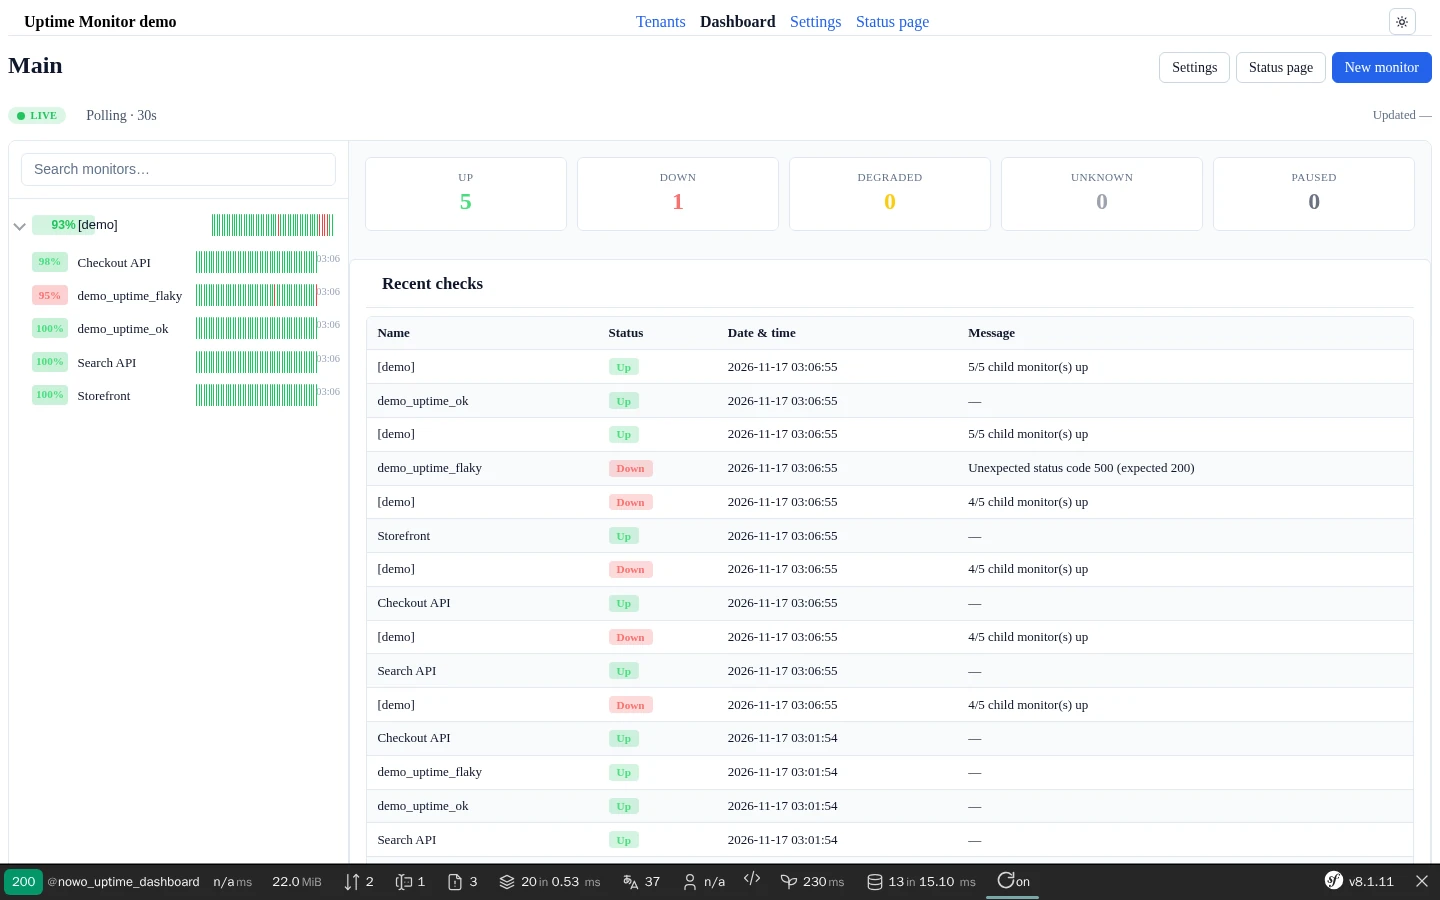 Uptime Monitor demo Tenants Dashboard Settings Status page
Main Settings Status page New monitor
LIVE Polling · 30s Updated —
Search monitors…
93% [demo]
98% Checkout API 03:06
95% demo_uptime_flaky 03:06
100% demo_uptime_ok 03:06
100% Search API 03:06
100% Storefront 03:06
UP DOWN DEGRADED UNKNOWN PAUSED
5 1 0 0 0
Recent checks
Name Status Date & time Message
[demo] Up 2026-11-17 03:06:55 5/5 child monitor(s) up
demo_uptime_ok Up 2026-11-17 03:06:55 —
[demo] Up 2026-11-17 03:06:55 5/5 child monitor(s) up
demo_uptime_flaky Down 2026-11-17 03:06:55 Unexpected status code 500 (expected 200)
[demo] Down 2026-11-17 03:06:55 4/5 child monitor(s) up
Storefront Up 2026-11-17 03:06:55 —
[demo] Down 2026-11-17 03:06:55 4/5 child monitor(s) up
Checkout API Up 2026-11-17 03:06:55 —
[demo] Down 2026-11-17 03:06:55 4/5 child monitor(s) up
Search API Up 2026-11-17 03:06:55 —
[demo] Down 2026-11-17 03:06:55 4/5 child monitor(s) up
Checkout API Up 2026-11-17 03:01:54 —
demo_uptime_flaky Up 2026-11-17 03:01:54 —
demo_uptime_ok Up 2026-11-17 03:01:54 —
Search API Up 2026-11-17 03:01:54 —
200 @nowo_uptime_dashboard n/a ms 22.0 MiB 2 1 3 20 in 0.53 ms 37 n/a 230 ms 13 in 15.10 ms on sf v8.1.11